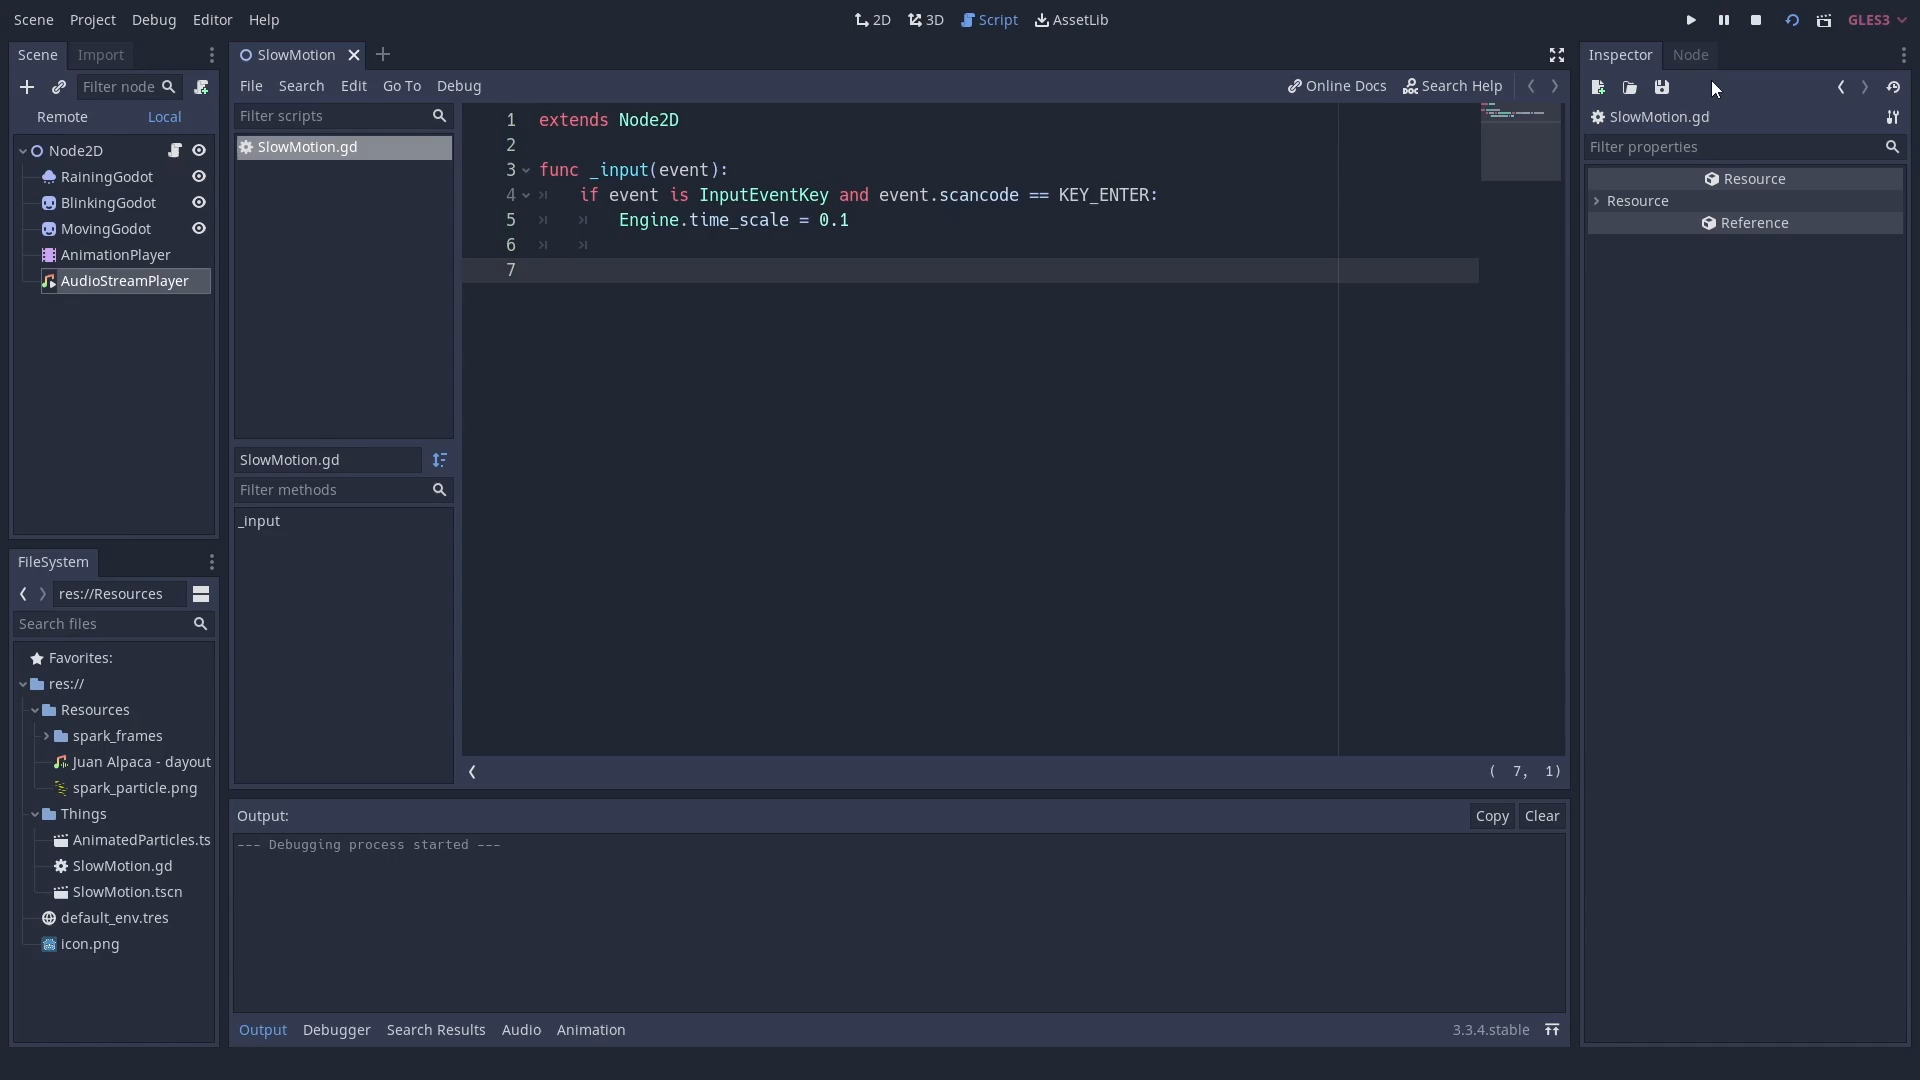 Scene Project Debug Editor Help
2D 3D Script AssetLib
GLES3
Scene Import
Filter node
Remote Local
Node2D
RainingGodot
BlinkingGodot
MovingGodot
AnimationPlayer
AudioStreamPlayer
FileSystem
res://Resources
Search files
Favorites:
res://
Resources
spark_frames
Juan Alpaca - dayout
spark_particle.png
Things
AnimatedParticles.ts
SlowMotion.gd
SlowMotion.tscn
default_env.tres
icon.png
SlowMotion
File Search Edit Go To Debug
Online Docs Search Help
Filter scripts
SlowMotion.gd
SlowMotion.gd
Filter methods
_input
1 extends Node2D
2
3 func _input(event):
4 if event is InputEventKey and event.scancode == KEY_ENTER:
5 Engine.time_scale = 0.1
6
7
( 7, 1)
Output:
Copy Clear
--- Debugging process started ---
Output Debugger Search Results Audio Animation
3.3.4.stable
Inspector Node
SlowMotion.gd
Filter properties
Resource
Resource
Reference